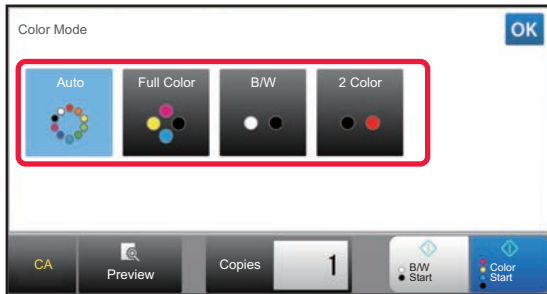 Color Mode
OK
Auto
Full Color
B/W
2 Color
CA
Preview
Copies
1
B/W
Start
Color
Start